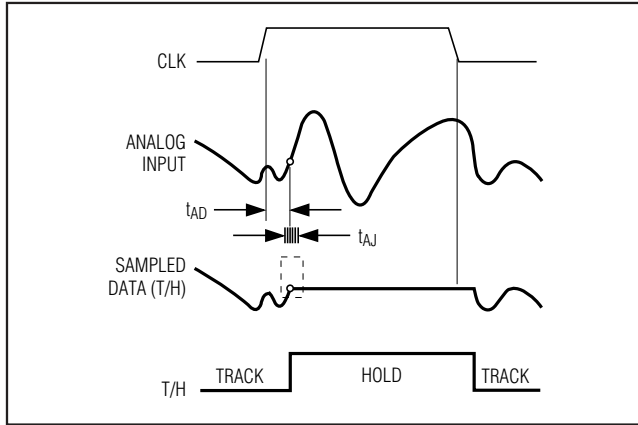 CLK
ANALOG
INPUT
tAD
tAJ
SAMPLED
DATA (T/H)
TRACK
HOLD
TRACK
T/H